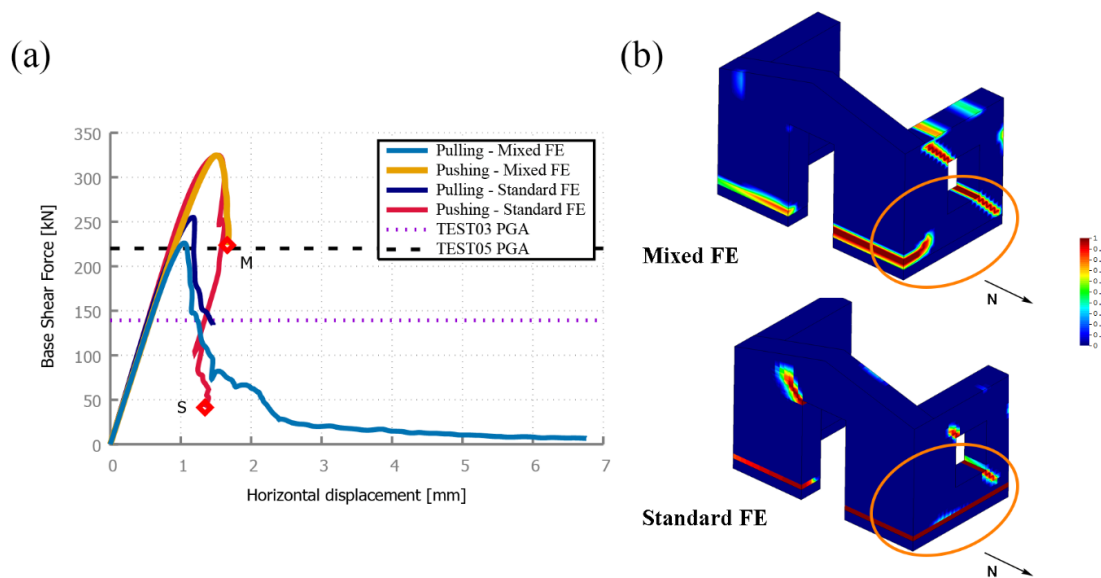 (a)
Base Shear Force [kN]
350
300
250
200
150
100
50
0
0 1 2 3 4 5 6 7
Horizontal displacement [mm]
Pulling - Mixed FE
Pushing - Mixed FE
Pulling - Standard FE
Pushing - Standard FE
TEST03 PGA
TEST05 PGA
M
S
(b)
Mixed FE
N
Standard FE
N
1
0